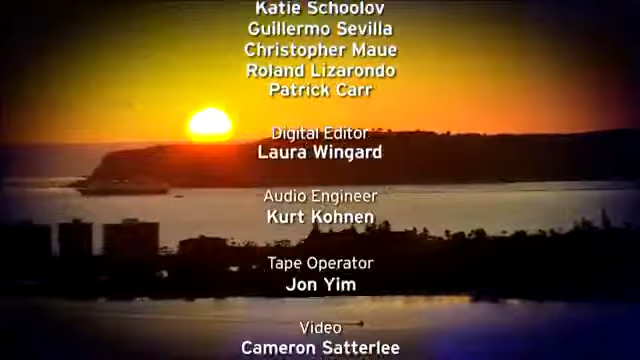 Katie Schoolov
Guillermo Sevilla
Christopher Maue
Roland Lizarondo
Patrick Carr
Digital Editor
Laura Wingard
Audio Engineer
Kurt Kohnen
Tape Operator
Jon Yim
Video
Cameron Satterlee